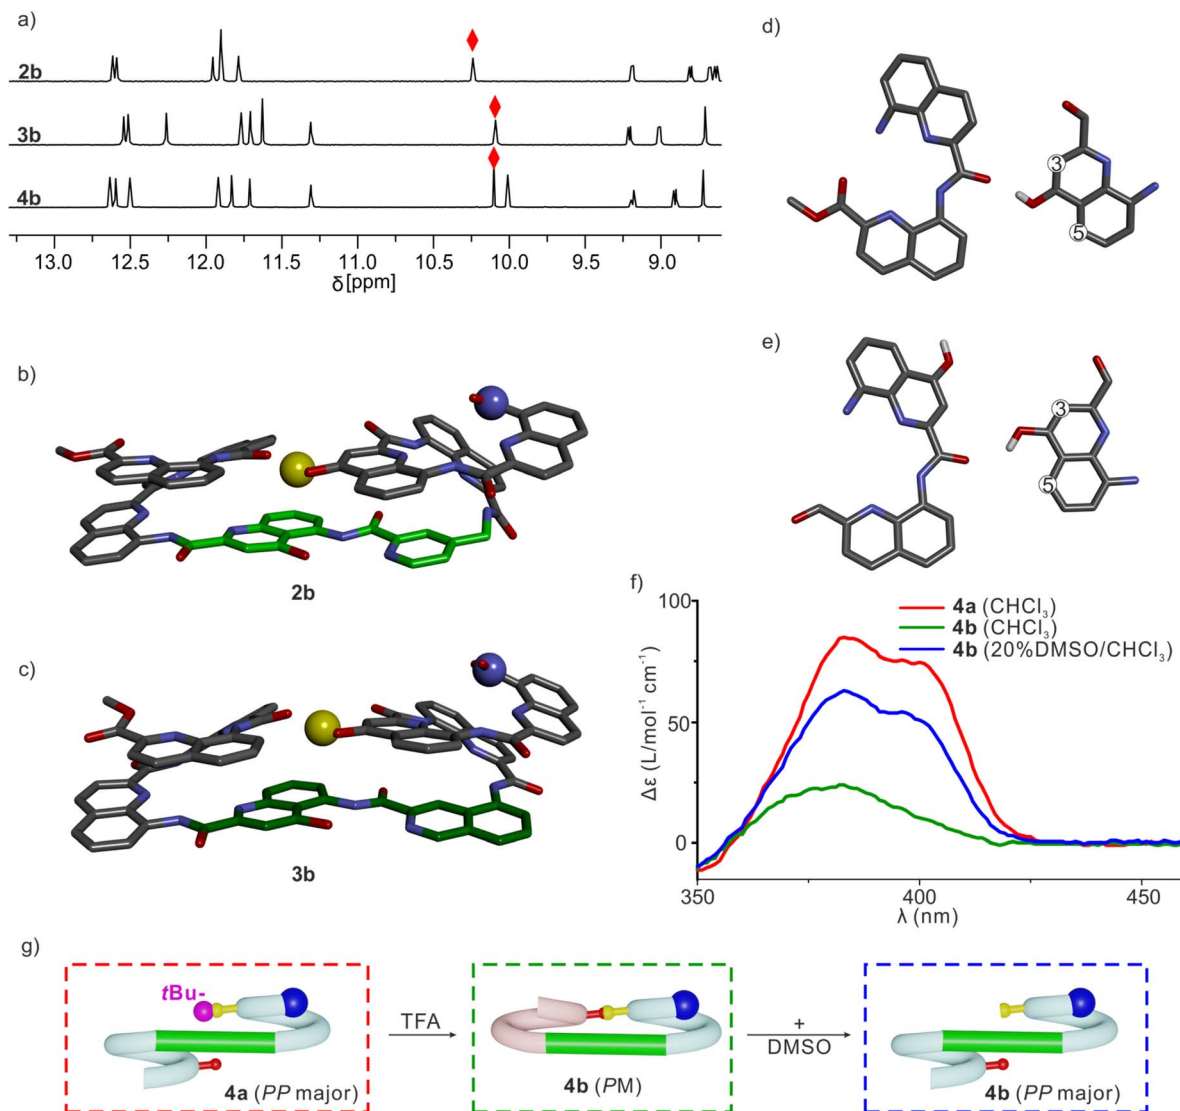 a)
2b
3b
4b
13.0 12.5 12.0 11.5 11.0 10.5 10.0 9.5 9.0
δ[ppm]
b)
2b
c)
3b
d)
3
5
e)
3
5
f)
100
50
0
Δε (L/mol⁻¹ cm⁻¹)
4a (CHCl₃)
4b (CHCl₃)
4b (20%DMSO/CHCl₃)
350 400 450
λ (nm)
g)
tBu-
4a (PP major)
TFA
4b (PM)
+
DMSO
4b (PP major)